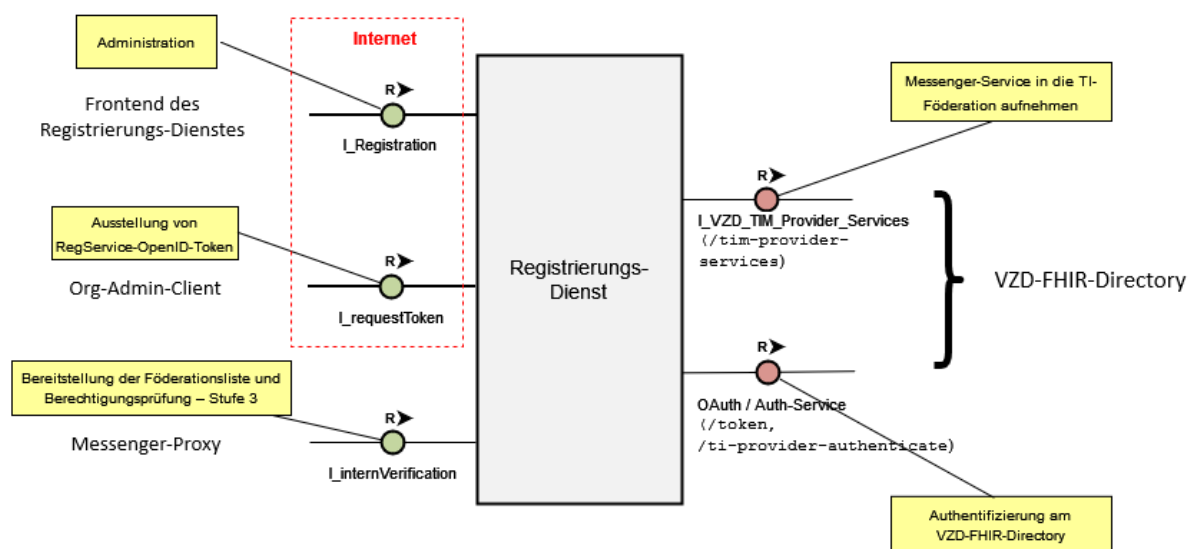 Administration
Internet
R
Frontend des
Registrierungs-Dienstes
I_Registration
Ausstellung von
RegService-OpenID-Token
R
Org-Admin-Client
I_requestToken
Bereitstellung der Föderationsliste und
Berechtigungsprüfung – Stufe 3
R
Messenger-Proxy
I_internVerification
Registrierungs-
Dienst
Messenger-Service in die TI-
Föderation aufnehmen
R
I_VZD_TIM_Provider_Services
(/tim-provider-
services)
VZD-FHIR-Directory
R
OAuth / Auth-Service
(/token,
/ti-provider-authenticate)
Authentifizierung am
VZD-FHIR-Directory